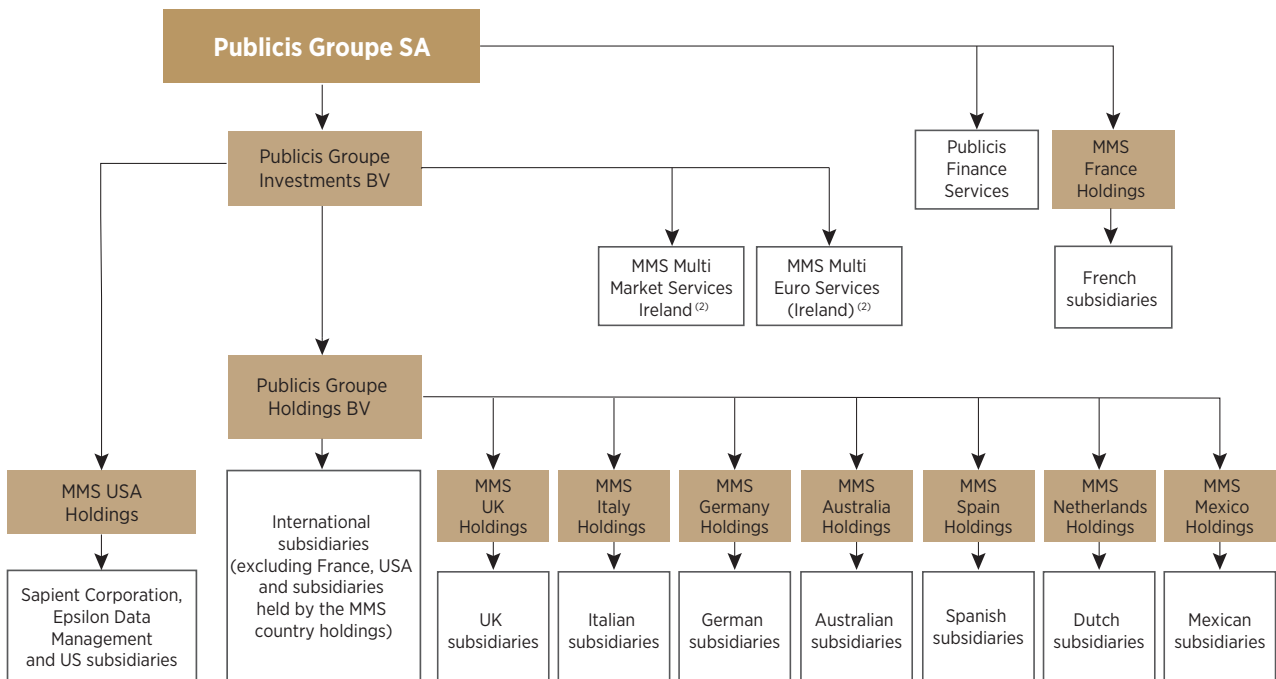 Publicis Groupe SA
Publicis Groupe
Investments BV
Publicis
Finance
Services
MMS
France
Holdings
MMS Multi
Market Services
Ireland (2)
MMS Multi
Euro Services
(Ireland) (2)
French
subsidiaries
Publicis Groupe
Holdings BV
MMS USA
Holdings
International
subsidiaries
(excluding France, USA
and subsidiaries
held by the MMS
country holdings)
MMS
UK
Holdings
MMS
Italy
Holdings
MMS
Germany
Holdings
MMS
Australia
Holdings
MMS
Spain
Holdings
MMS
Netherlands
Holdings
MMS
Mexico
Holdings
Sapient Corporation,
Epsilon Data
Management
and US subsidiaries
UK
subsidiaries
Italian
subsidiaries
German
subsidiaries
Australian
subsidiaries
Spanish
subsidiaries
Dutch
subsidiaries
Mexican
subsidiaries